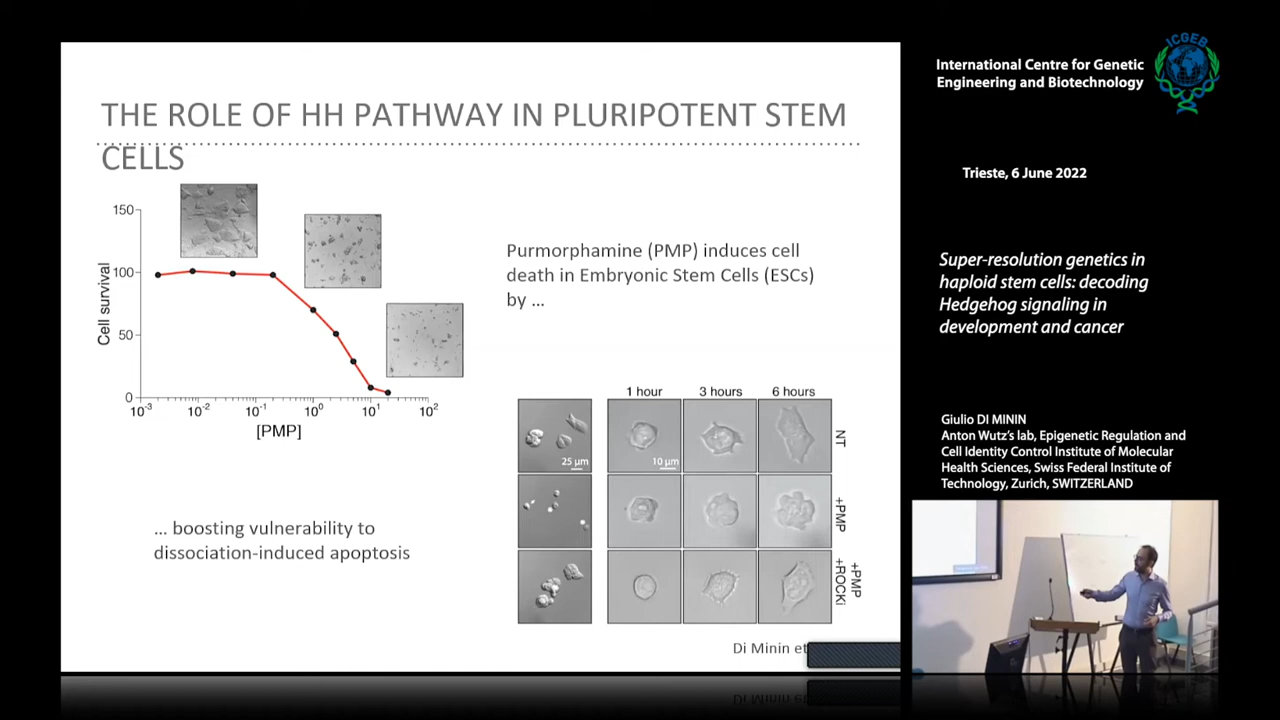 THE ROLE OF HH PATHWAY IN PLURIPOTENT STEM
CELLS
150
100
50
0
Cell survival
10-3
10-2
10-1
100
101
102
[PMP]
Purmorphamine (PMP) induces cell
death in Embryonic Stem Cells (ESCs)
by ...
... boosting vulnerability to
dissociation-induced apoptosis
1 hour
3 hours
6 hours
25 µm
10 µm
NT
+PMP
+PMP
+ROCKi
Di Minin et
ICGEB
International Centre for Genetic
Engineering and Biotechnology
Trieste, 6 June 2022
Super-resolution genetics in
haploid stem cells: decoding
Hedgehog signaling in
development and cancer
Giulio DI MININ
Anton Wutz's lab, Epigenetic Regulation and
Cell Identity Control Institute of Molecular
Health Sciences, Swiss Federal Institute of
Technology, Zurich, SWITZERLAND